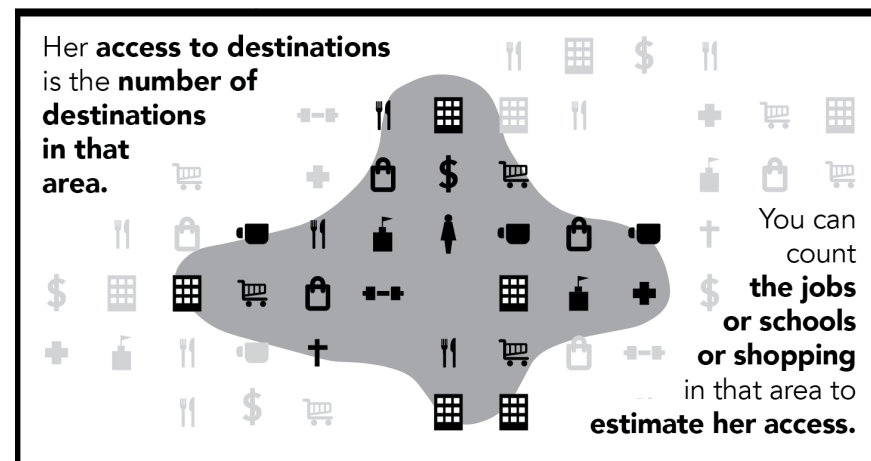 Her access to destinations
is the number of
destinations
in that
area.
You can
count
the jobs
or schools
or shopping
in that area to
estimate her access.